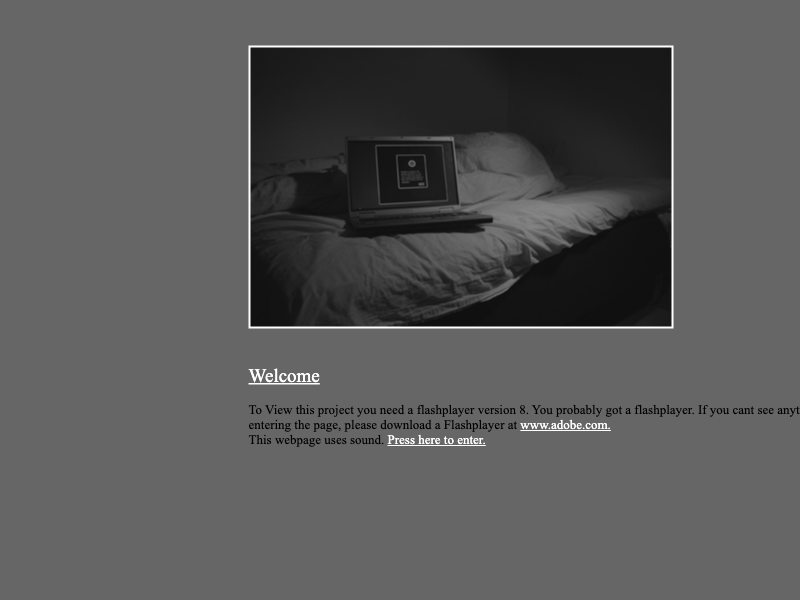 Welcome
To View this project you need a flashplayer version 8. You probably got a flashplayer. If you cant see anyt
entering the page, please download a Flashplayer at www.adobe.com.
This webpage uses sound. Press here to enter.